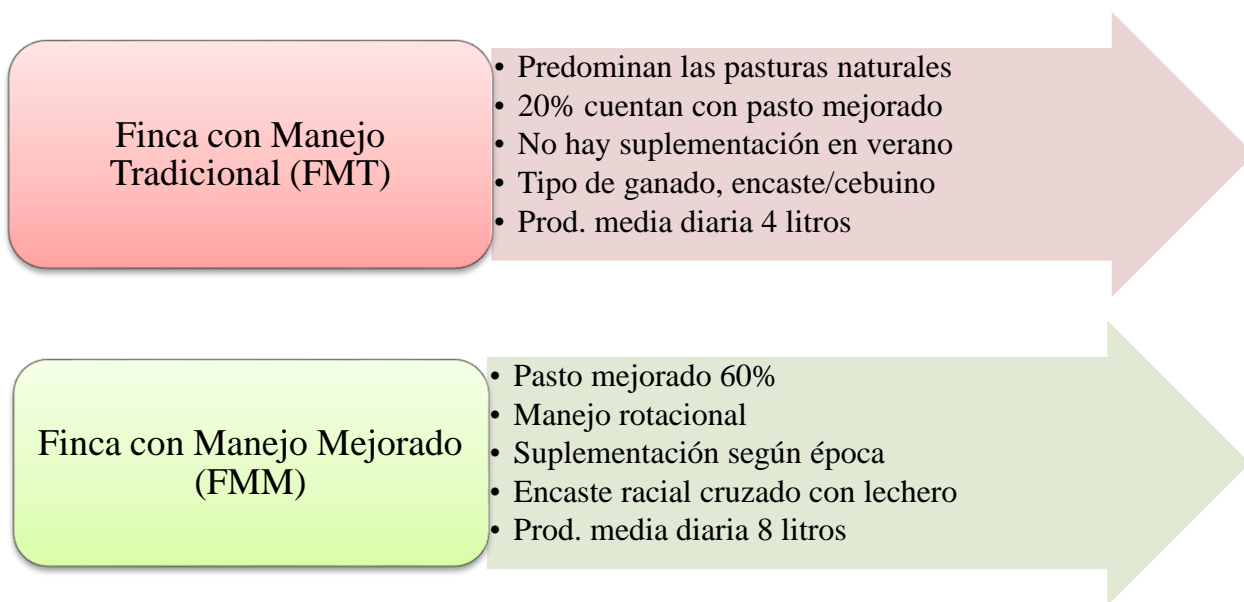 Finca con Manejo
Tradicional (FMT)
• Predominan las pasturas naturales
• 20% cuentan con pasto mejorado
• No hay suplementación en verano
• Tipo de ganado, encaste/cebuino
• Prod. media diaria 4 litros
Finca con Manejo Mejorado
(FMM)
• Pasto mejorado 60%
• Manejo rotacional
• Suplementación según época
• Encaste racial cruzado con lechero
• Prod. media diaria 8 litros